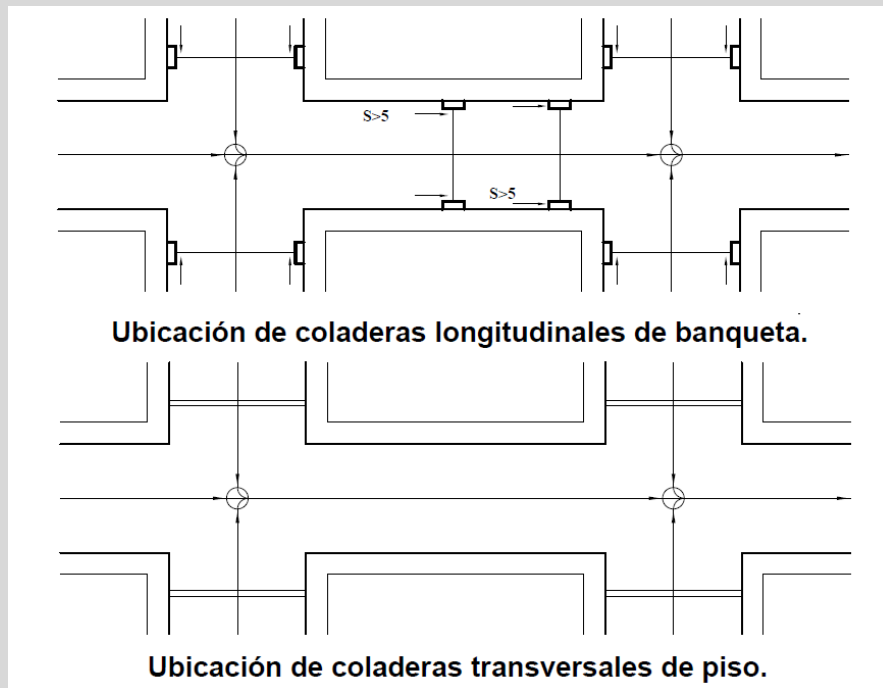 S>5
S>5
Ubicación de coladeras longitudinales de banqueta.
Ubicación de coladeras transversales de piso.